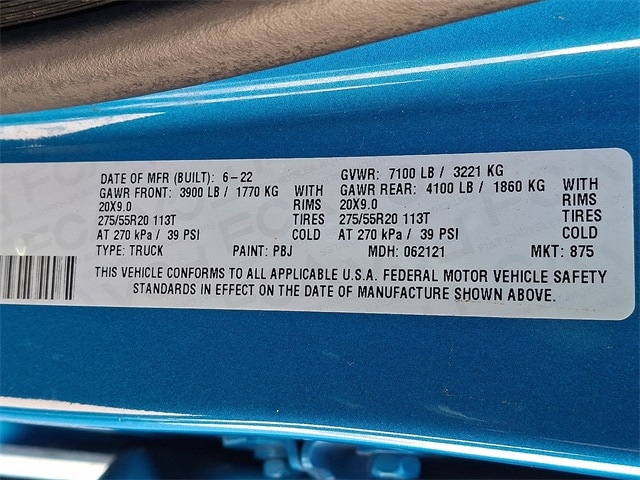 DATE OF MFR (BUILT): 6-22 GVWR: 7100 LB / 3221 KG
GAWR FRONT: 3900 LB / 1770 KG WITH GAWR REAR: 4100 LB / 1860 KG WITH
20X9.0 RIMS 20X9.0 RIMS
275/55R20 113T TIRES 275/55R20 113T TIRES
AT 270 kPa / 39 PSI COLD AT 270 kPa / 39 PSI COLD
TYPE: TRUCK PAINT: PBJ MDH: 062121 MKT: 875
THIS VEHICLE CONFORMS TO ALL APPLICABLE U.S.A. FEDERAL MOTOR VEHICLE SAFETY
STANDARDS IN EFFECT ON THE DATE OF MANUFACTURE SHOWN ABOVE.